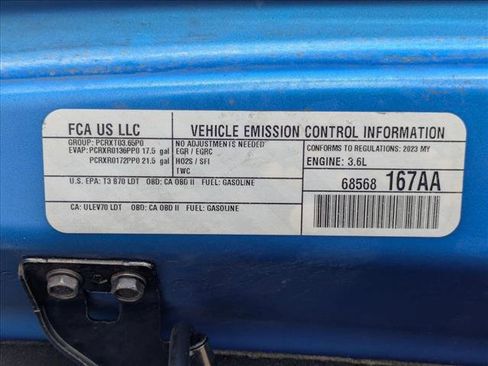 FCA US LLC
VEHICLE EMISSION CONTROL INFORMATION
GROUP: PCRXT03.65P0
EVAP: PCRXR0136PP0 17.5 gal
PCRXR0172PP0 21.5 gal
NO ADJUSTMENTS NEEDED
EGR / EGRC
HO2S / SFI
TWC
CONFORMS TO REGULATIONS: 2023 MY
ENGINE: 3.6L
U.S. EPA: T3 B70 LDT OBD: CA OBD II FUEL: GASOLINE
68568 167AA
CA: ULEV70 LDT OBD: CA OBD II FUEL: GASOLINE